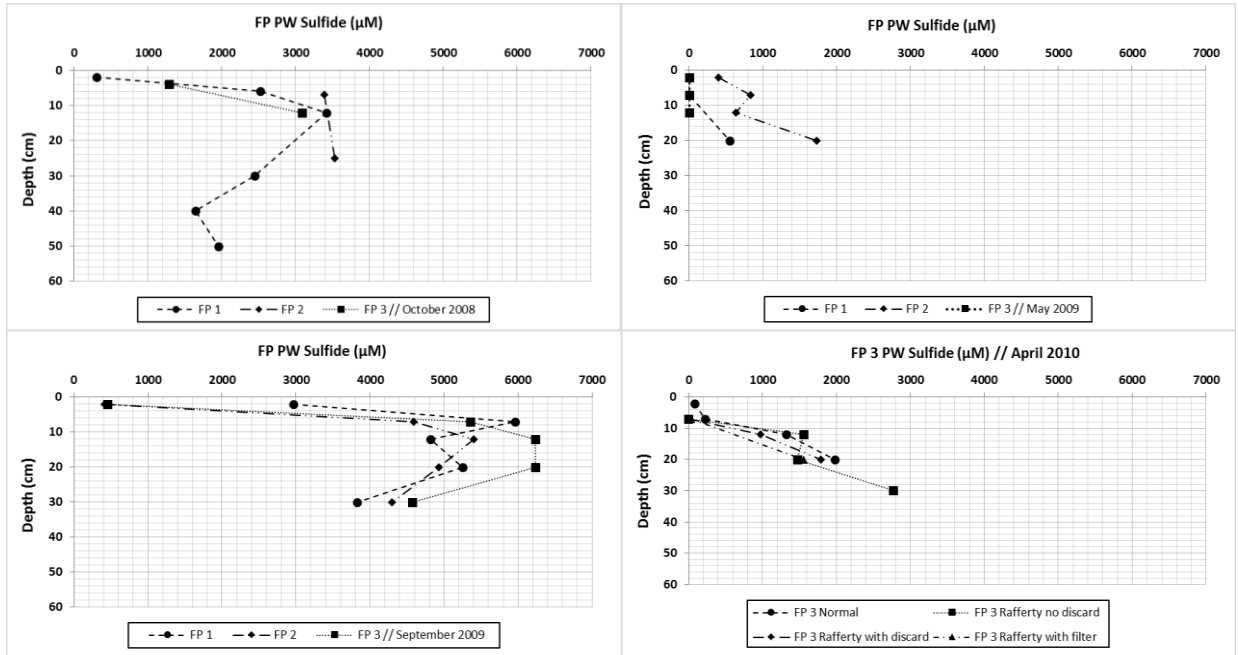 FP PW Sulfide (µM)
0 1000 2000 3000 4000 5000 6000 7000
0
10
20
30
40
50
60
Depth (cm)
FP 1 FP 2 FP 3 // October 2008
FP PW Sulfide (µM)
0 1000 2000 3000 4000 5000 6000 7000
0
10
20
30
40
50
60
Depth (cm)
FP 1 FP 2 FP 3 // May 2009
FP PW Sulfide (µM)
0 1000 2000 3000 4000 5000 6000 7000
0
10
20
30
40
50
60
Depth (cm)
FP 1 FP 2 FP 3 // September 2009
FP 3 PW Sulfide (µM) // April 2010
0 1000 2000 3000 4000 5000 6000 7000
0
10
20
30
40
50
60
Depth (cm)
FP 3 Normal FP 3 Rafferty no discard
FP 3 Rafferty with discard FP 3 Rafferty with filter